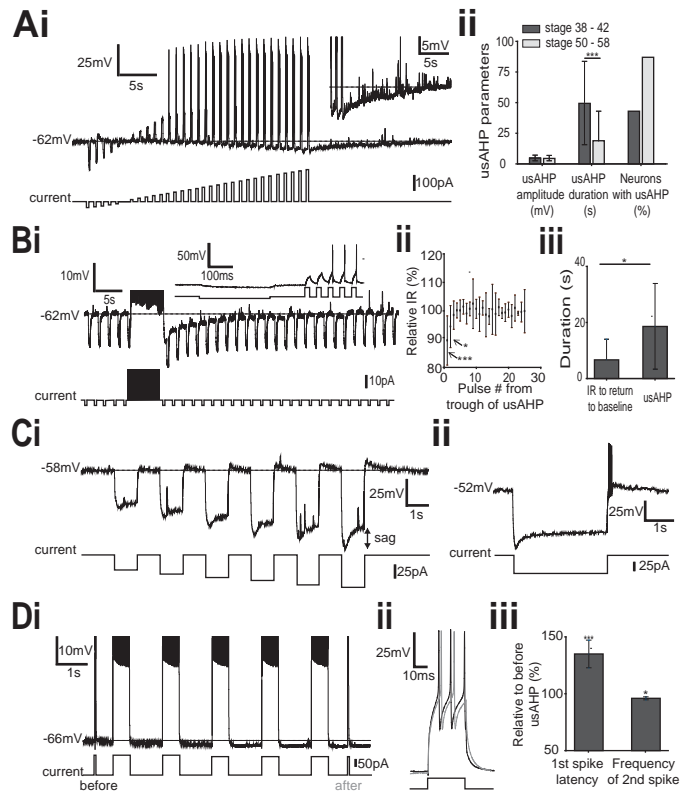 Ai
25mV
5s
5mV
5s
-62mV
current
100pA
ii
stage 38 - 42
stage 50 - 58
***
100
75
50
25
0
usAHP parameters
usAHP
amplitude
(mV)
usAHP
duration
(s)
Neurons
with usAHP
(%)
Bi
10mV
5s
50mV
100ms
-62mV
current
10pA
ii
Relative IR (%)
120
110
100
90
80
*
***
0
10
20
30
Pulse # from
trough of usAHP
iii
Duration (s)
40
20
0
*
IR to return
to baseline
usAHP
Ci
-58mV
25mV
1s
sag
current
25pA
ii
-52mV
25mV
1s
current
25pA
Di
10mV
1s
-66mV
current
50pA
before
after
ii
25mV
10ms
iii
Relative to before
usAHP (%)
150
100
50
***
*
1st spike
latency
Frequency
of 2nd spike